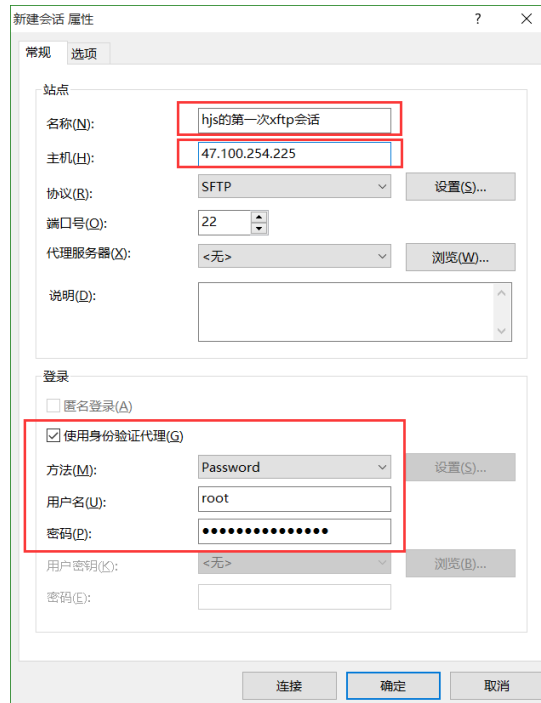 新建会话 属性
常规 选项
站点
名称(N): hjs的第一次xftp会话
主机(H): 47.100.254.225
协议(R): SFTP 设置(S)...
端口号(O): 22
代理服务器(X): <无> 浏览(W)...
说明(D):
登录
匿名登录(A)
使用身份验证代理(G)
方法(M): Password 设置(S)...
用户名(U): root
密码(P): ●●●●●●●●●●●●●●●
用户密钥(K): <无> 浏览(B)...
密码(E):
连接 确定 取消